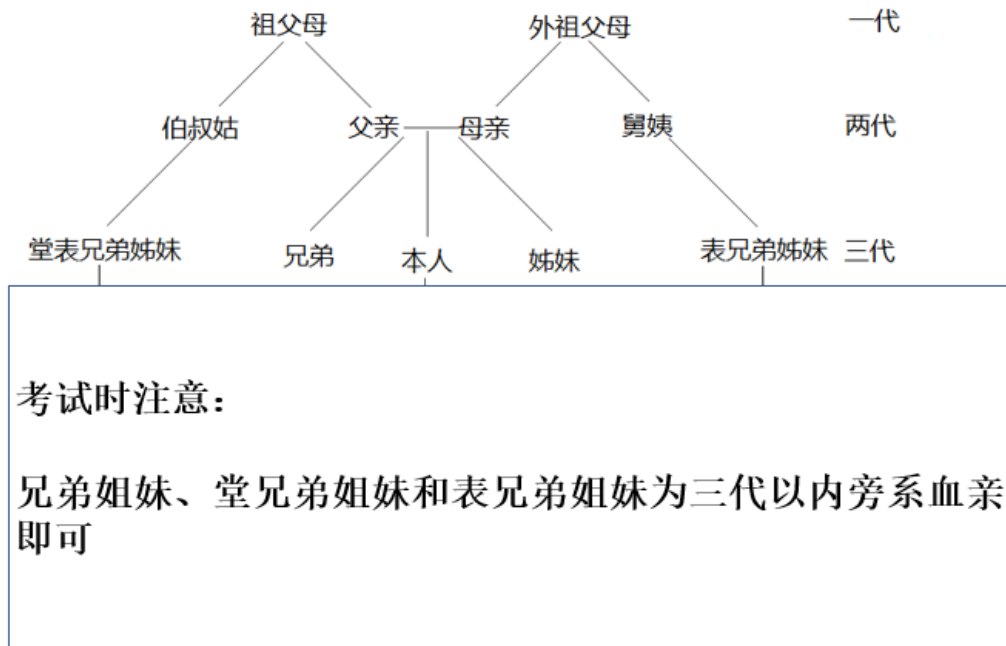 祖父母 外祖父母 一代
伯叔姑 父亲 母亲 舅姨 两代
堂表兄弟姊妹 兄弟 本人 姊妹 表兄弟姊妹 三代
考试时注意：
兄弟姐妹、堂兄弟姐妹和表兄弟姐妹为三代以内旁系血亲
即可